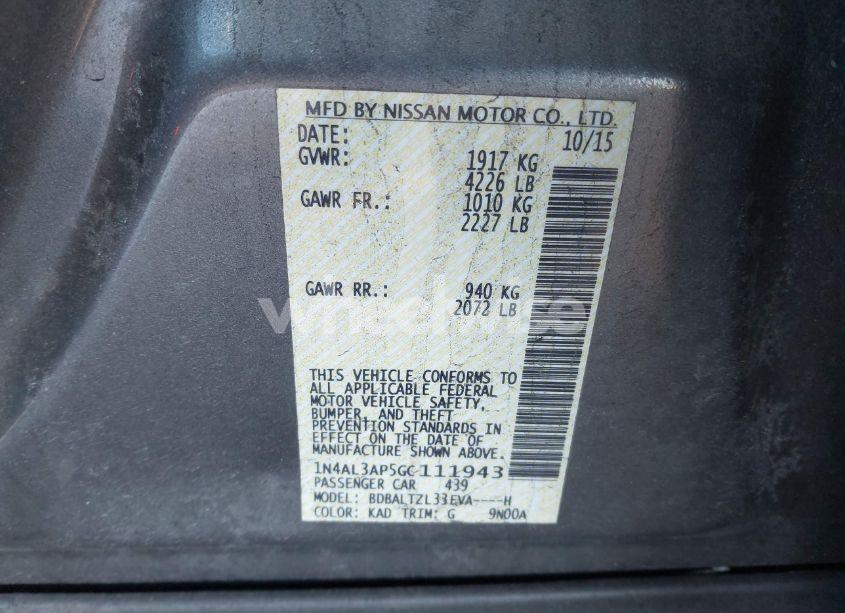 MFD BY NISSAN MOTOR CO., LTD.
DATE: 10/15
GVWR: 1917 KG
4226 LB
GAWR FR.: 1010 KG
2227 LB
GAWR RR.: 940 KG
2072 LB
wheelwise
THIS VEHICLE CONFORMS TO
ALL APPLICABLE FEDERAL
MOTOR VEHICLE SAFETY,
BUMPER, AND THEFT
PREVENTION STANDARDS IN
EFFECT ON THE DATE OF
MANUFACTURE SHOWN ABOVE.
1N4AL3AP5GC111943
PASSENGER CAR 439
MODEL: BDBALTZL33EVA----H
COLOR: KAD TRIM: G 9N00A